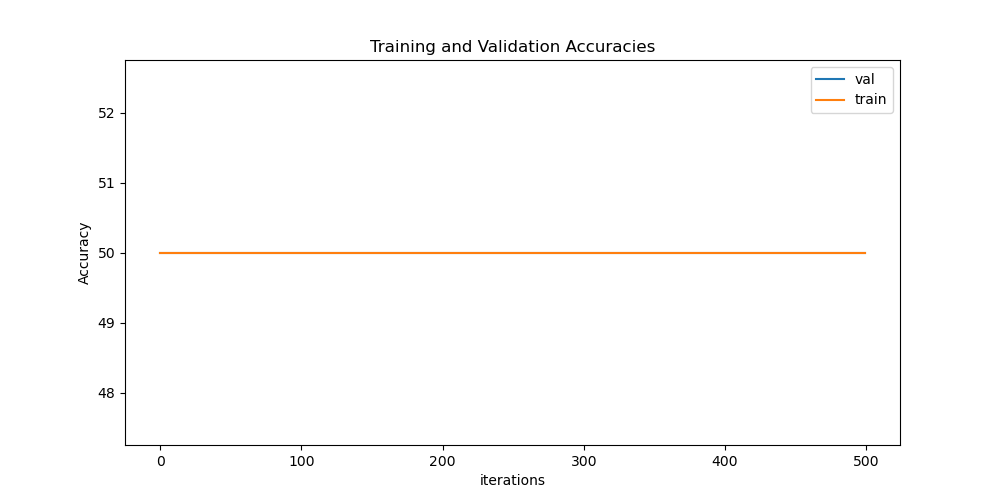 Training and Validation Accuracies
val
train
52
51
50
49
48
Accuracy
0 100 200 300 400 500
iterations